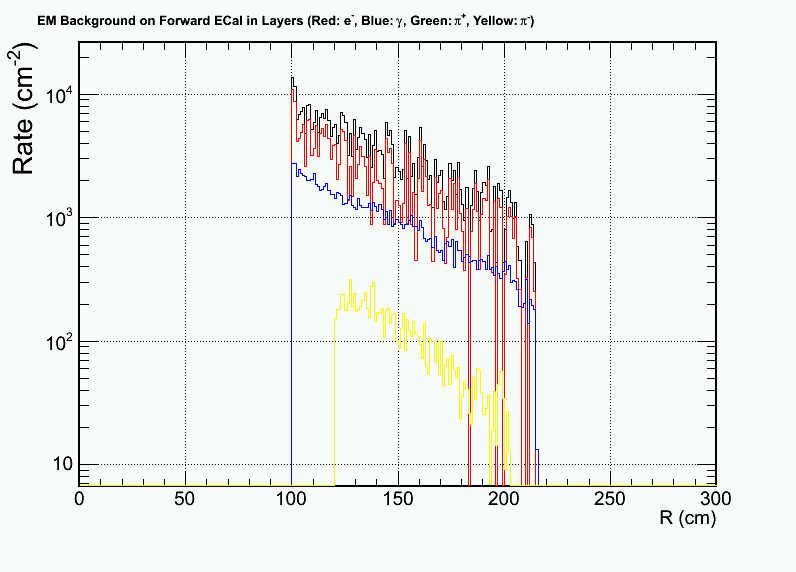 EM Background on Forward ECal in Layers (Red: e⁻, Blue: γ, Green: π⁺, Yellow: π⁻)
Rate (cm⁻²)
10⁴
10³
10²
10
0 50 100 150 200 250 300
R (cm)